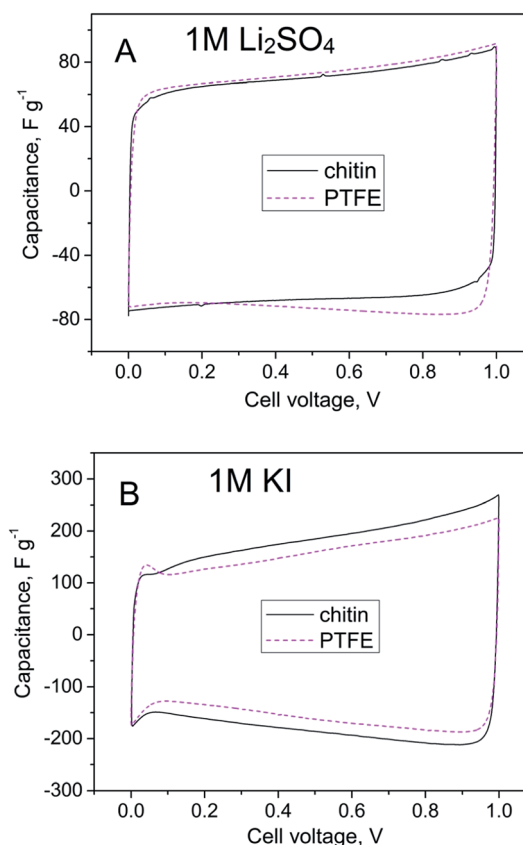 A
1M Li₂SO₄
Capacitance, F g⁻¹
80
40
0
-40
-80
chitin
PTFE
0.0 0.2 0.4 0.6 0.8 1.0
Cell voltage, V
B
1M KI
Capacitance, F g⁻¹
300
200
100
0
-100
-200
-300
chitin
PTFE
0.0 0.2 0.4 0.6 0.8 1.0
Cell voltage, V